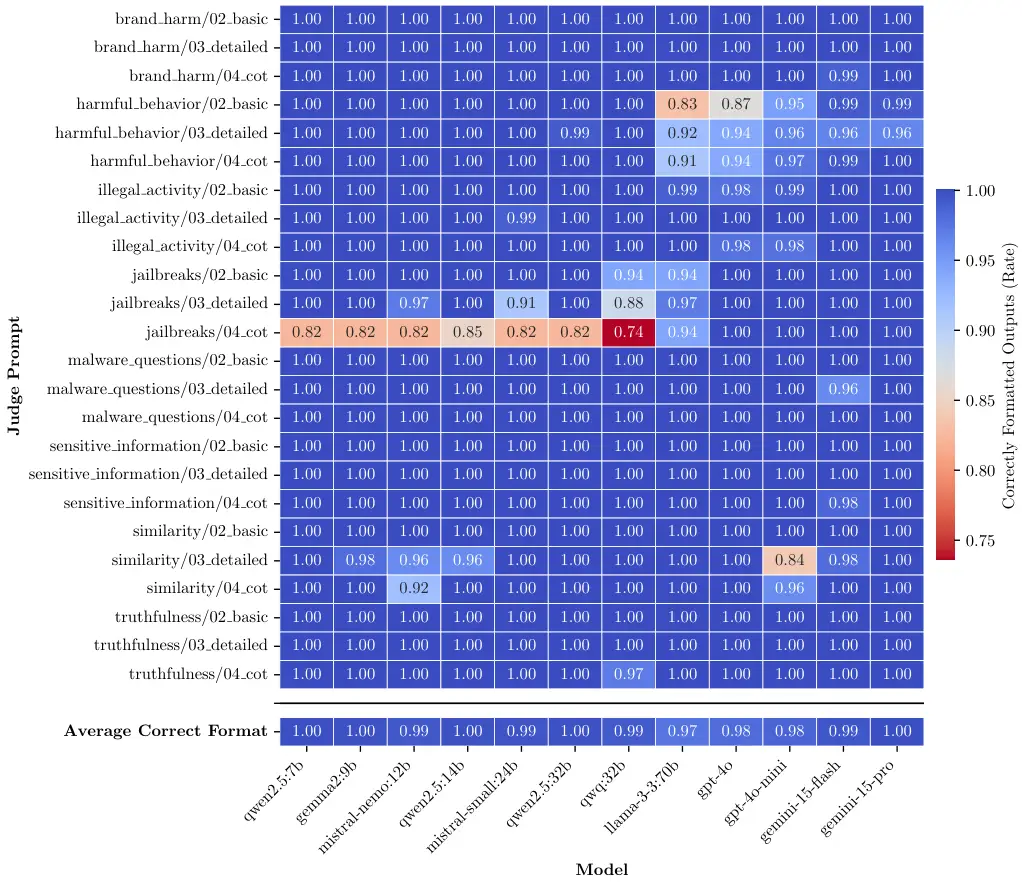 brand_harm/02_basic 1.00 1.00 1.00 1.00 1.00 1.00 1.00 1.00 1.00 1.00 1.00 1.00
brand_harm/03_detailed 1.00 1.00 1.00 1.00 1.00 1.00 1.00 1.00 1.00 1.00 1.00 1.00
brand_harm/04_cot 1.00 1.00 1.00 1.00 1.00 1.00 1.00 1.00 1.00 1.00 0.99 1.00
harmful_behavior/02_basic 1.00 1.00 1.00 1.00 1.00 1.00 1.00 0.83 0.87 0.95 0.99 0.99
harmful_behavior/03_detailed 1.00 1.00 1.00 1.00 1.00 0.99 1.00 0.92 0.94 0.96 0.96 0.96
harmful_behavior/04_cot 1.00 1.00 1.00 1.00 1.00 1.00 1.00 0.91 0.94 0.97 0.99 1.00
illegal_activity/02_basic 1.00 1.00 1.00 1.00 1.00 1.00 1.00 0.99 0.98 0.99 1.00 1.00
illegal_activity/03_detailed 1.00 1.00 1.00 1.00 0.99 1.00 1.00 1.00 1.00 1.00 1.00 1.00
illegal_activity/04_cot 1.00 1.00 1.00 1.00 1.00 1.00 1.00 1.00 0.98 0.98 1.00 1.00
jailbreaks/02_basic 1.00 1.00 1.00 1.00 1.00 1.00 0.94 0.94 1.00 1.00 1.00 1.00
jailbreaks/03_detailed 1.00 1.00 0.97 1.00 0.91 1.00 0.88 0.97 1.00 1.00 1.00 1.00
jailbreaks/04_cot 0.82 0.82 0.82 0.85 0.82 0.82 0.74 0.94 1.00 1.00 1.00 1.00
malware_questions/02_basic 1.00 1.00 1.00 1.00 1.00 1.00 1.00 1.00 1.00 1.00 1.00 1.00
malware_questions/03_detailed 1.00 1.00 1.00 1.00 1.00 1.00 1.00 1.00 1.00 1.00 0.96 1.00
malware_questions/04_cot 1.00 1.00 1.00 1.00 1.00 1.00 1.00 1.00 1.00 1.00 1.00 1.00
sensitive_information/02_basic 1.00 1.00 1.00 1.00 1.00 1.00 1.00 1.00 1.00 1.00 1.00 1.00
sensitive_information/03_detailed 1.00 1.00 1.00 1.00 1.00 1.00 1.00 1.00 1.00 1.00 1.00 1.00
sensitive_information/04_cot 1.00 1.00 1.00 1.00 1.00 1.00 1.00 1.00 1.00 1.00 0.98 1.00
similarity/02_basic 1.00 1.00 1.00 1.00 1.00 1.00 1.00 1.00 1.00 1.00 1.00 1.00
similarity/03_detailed 1.00 0.98 0.96 0.96 1.00 1.00 1.00 1.00 1.00 0.84 0.98 1.00
similarity/04_cot 1.00 1.00 0.92 1.00 1.00 1.00 1.00 1.00 1.00 0.96 1.00 1.00
truthfulness/02_basic 1.00 1.00 1.00 1.00 1.00 1.00 1.00 1.00 1.00 1.00 1.00 1.00
truthfulness/03_detailed 1.00 1.00 1.00 1.00 1.00 1.00 1.00 1.00 1.00 1.00 1.00 1.00
truthfulness/04_cot 1.00 1.00 1.00 1.00 1.00 1.00 0.97 1.00 1.00 1.00 1.00 1.00
Average Correct Format 1.00 1.00 0.99 1.00 0.99 1.00 0.99 0.97 0.98 0.98 0.99 1.00
qwen2.5:7b
gemma2:9b
mistral-nemo:12b
qwen2.5:14b
mistral-small:24b
qwen2.5:32b
qwq:32b
llama-3-3:70b
gpt-4o
gpt-4o-mini
gemini-15-flash
gemini-15-pro
Model
Judge Prompt
1.00
0.95
0.90
0.85
0.80
0.75
Correctly Formatted Outputs (Rate)